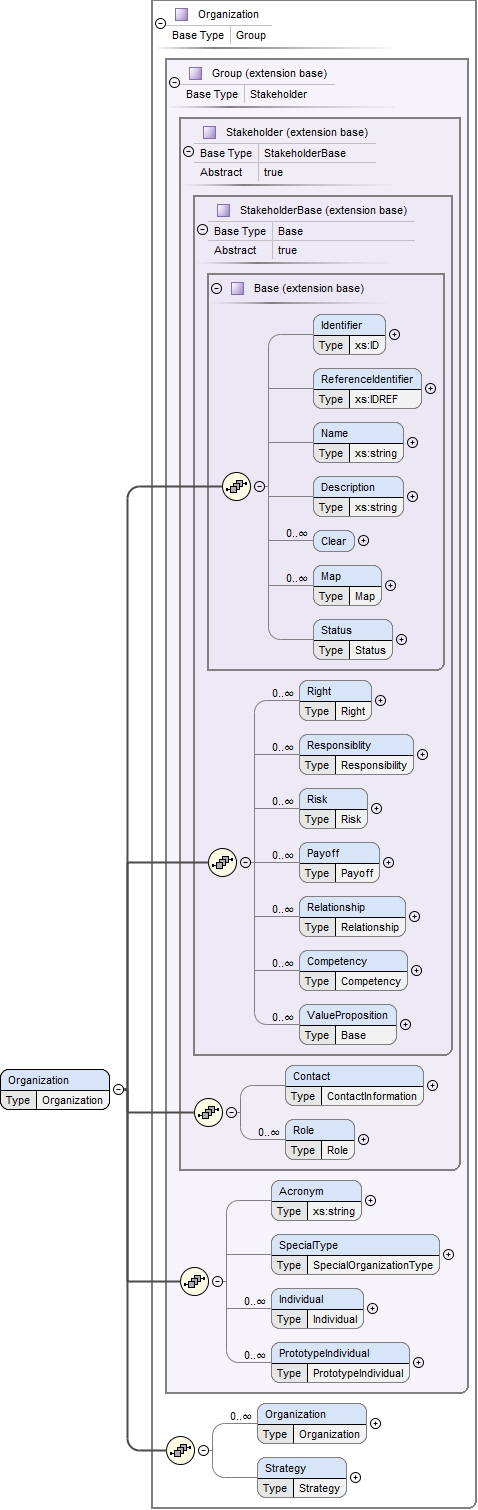 Organization
Base Type Group
Group (extension base)
Base Type Stakeholder
Stakeholder (extension base)
Base Type StakeholderBase
Abstract true
StakeholderBase (extension base)
Base Type Base
Abstract true
Base (extension base)
Identifier
Type xs:ID
ReferenceIdentifier
Type xs:IDREF
Name
Type xs:string
Description
Type xs:string
0..∞ Clear
0..∞ Map
Type Map
Status
Type Status
0..∞ Right
Type Right
0..∞ Responsiblity
Type Responsibility
0..∞ Risk
Type Risk
0..∞ Payoff
Type Payoff
0..∞ Relationship
Type Relationship
0..∞ Competency
Type Competency
0..∞ ValueProposition
Type Base
Organization
Type Organization
Contact
Type ContactInformation
0..∞ Role
Type Role
Acronym
Type xs:string
SpecialType
Type SpecialOrganizationType
0..∞ Individual
Type Individual
0..∞ PrototypeIndividual
Type PrototypeIndividual
0..∞ Organization
Type Organization
Strategy
Type Strategy